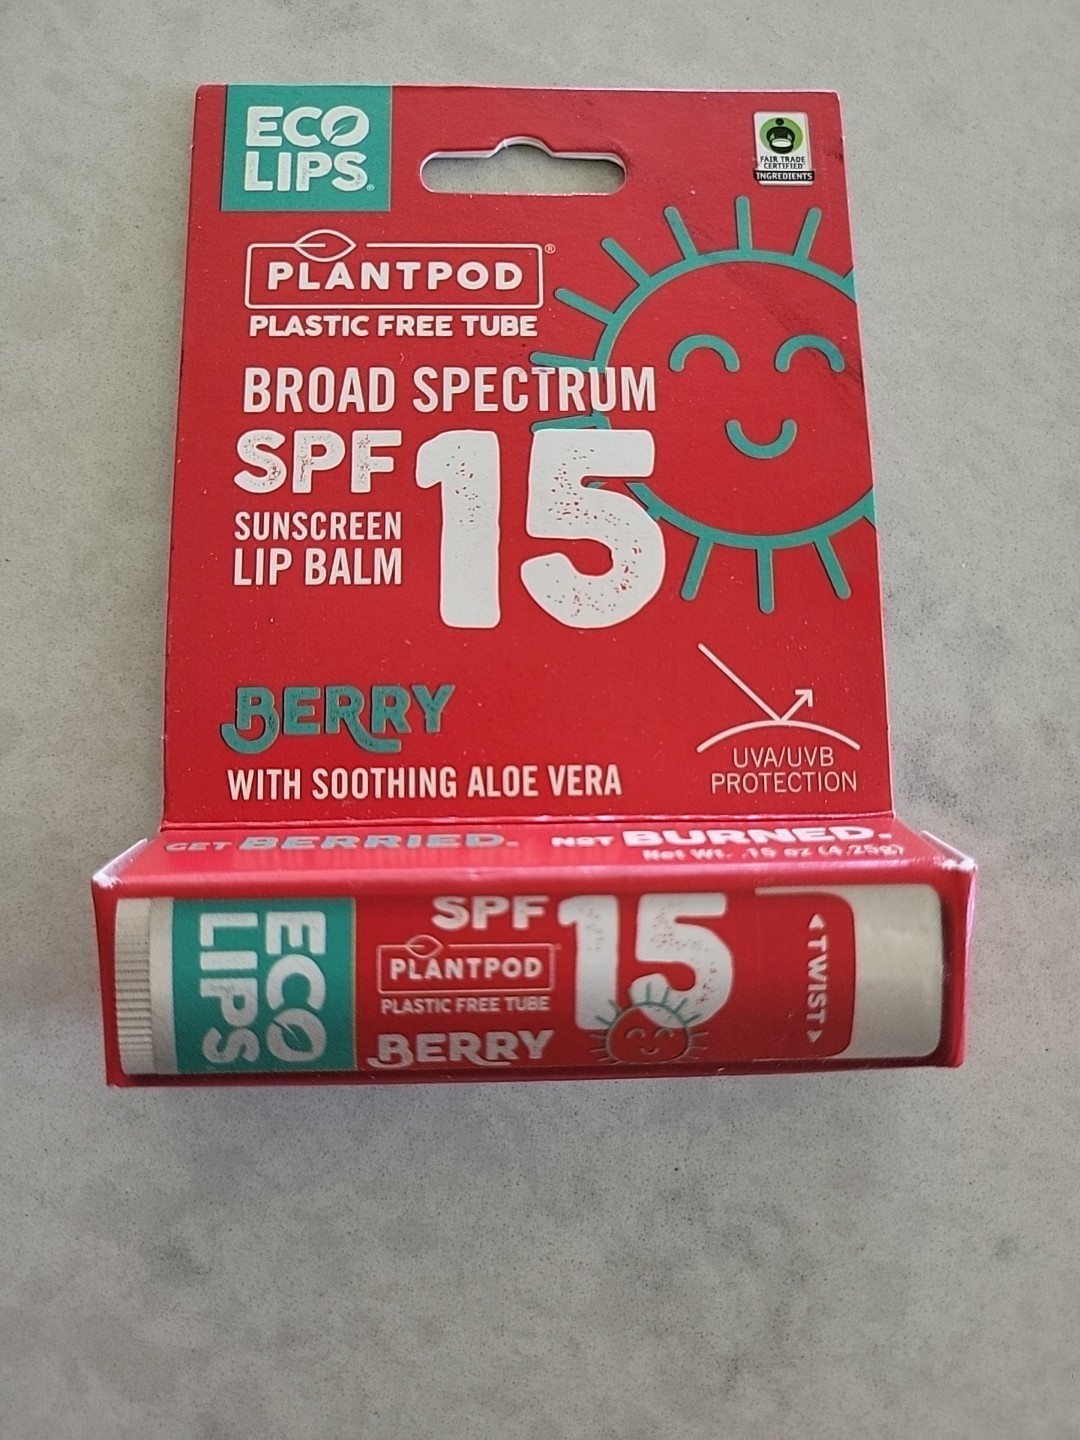 ECO
LIPS®
FAIR TRADE
CERTIFIED
INGREDIENTS
PLANTPOD®
PLASTIC FREE TUBE
BROAD SPECTRUM
SPF 15
SUNSCREEN
LIP BALM
BERRY
WITH SOOTHING ALOE VERA
UVA/UVB
PROTECTION
GET BERRIED. NOT BURNED.
Net Wt. .15 oz (4.25g)
ECO
LIPS
SPF 15
PLANTPOD
PLASTIC FREE TUBE
BERRY
TWIST